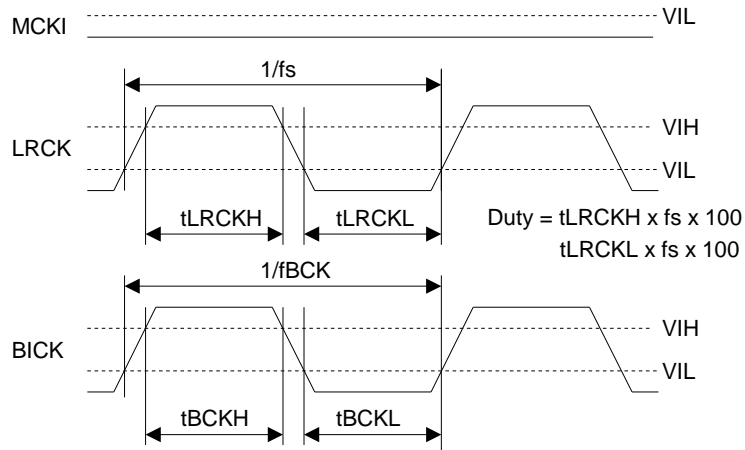 MCKI
VIL
1/fs
LRCK
VIH
VIL
tLRCKH
tLRCKL
Duty = tLRCKH x fs x 100
tLRCKL x fs x 100
1/fBCK
BICK
VIH
VIL
tBCKH
tBCKL